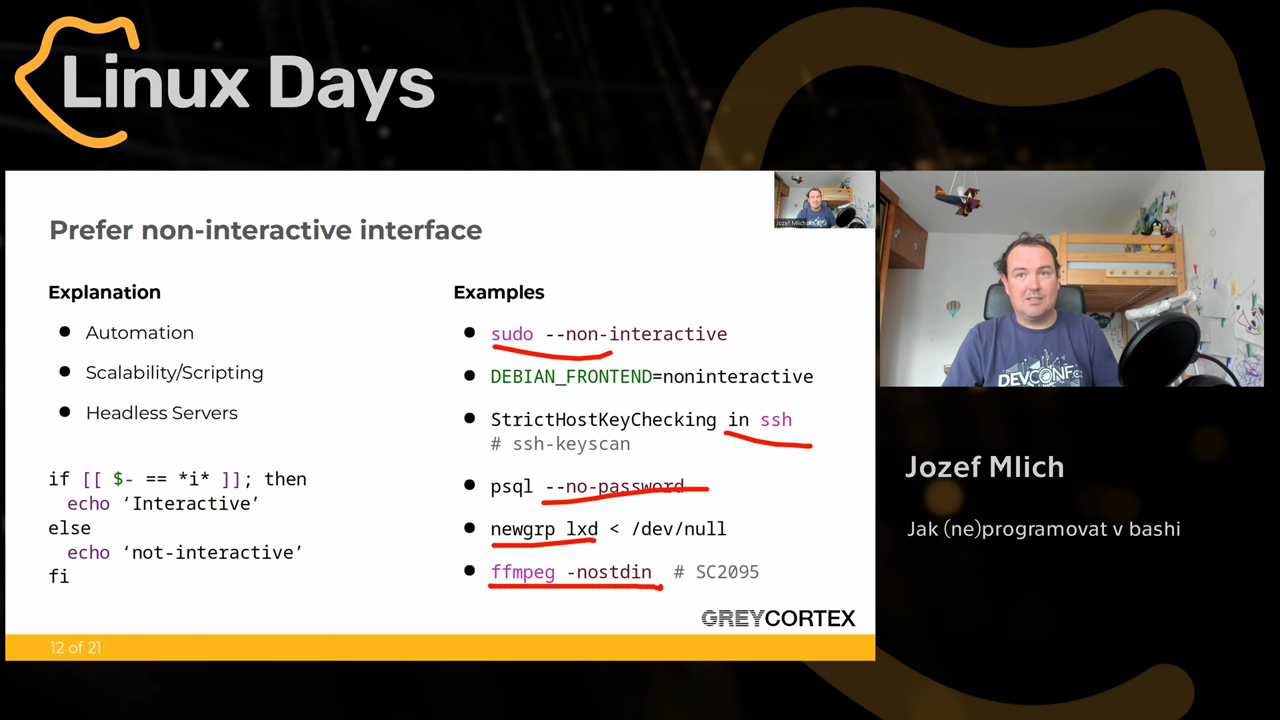 Linux Days
Prefer non-interactive interface
Jozef Mlich
Explanation
Automation
Scalability/Scripting
Headless Servers
if [[ $- == *i* ]]; then
echo ‘Interactive’
else
echo ‘not-interactive’
fi
Examples
sudo --non-interactive
DEBIAN_FRONTEND=noninteractive
StrictHostKeyChecking in ssh
# ssh-keyscan
psql --no-password
newgrp lxd < /dev/null
ffmpeg -nostdin # SC2095
GREYCORTEX
12 of 21
DEVCONF
Jozef Mlich
Jak (ne)programovat v bashi